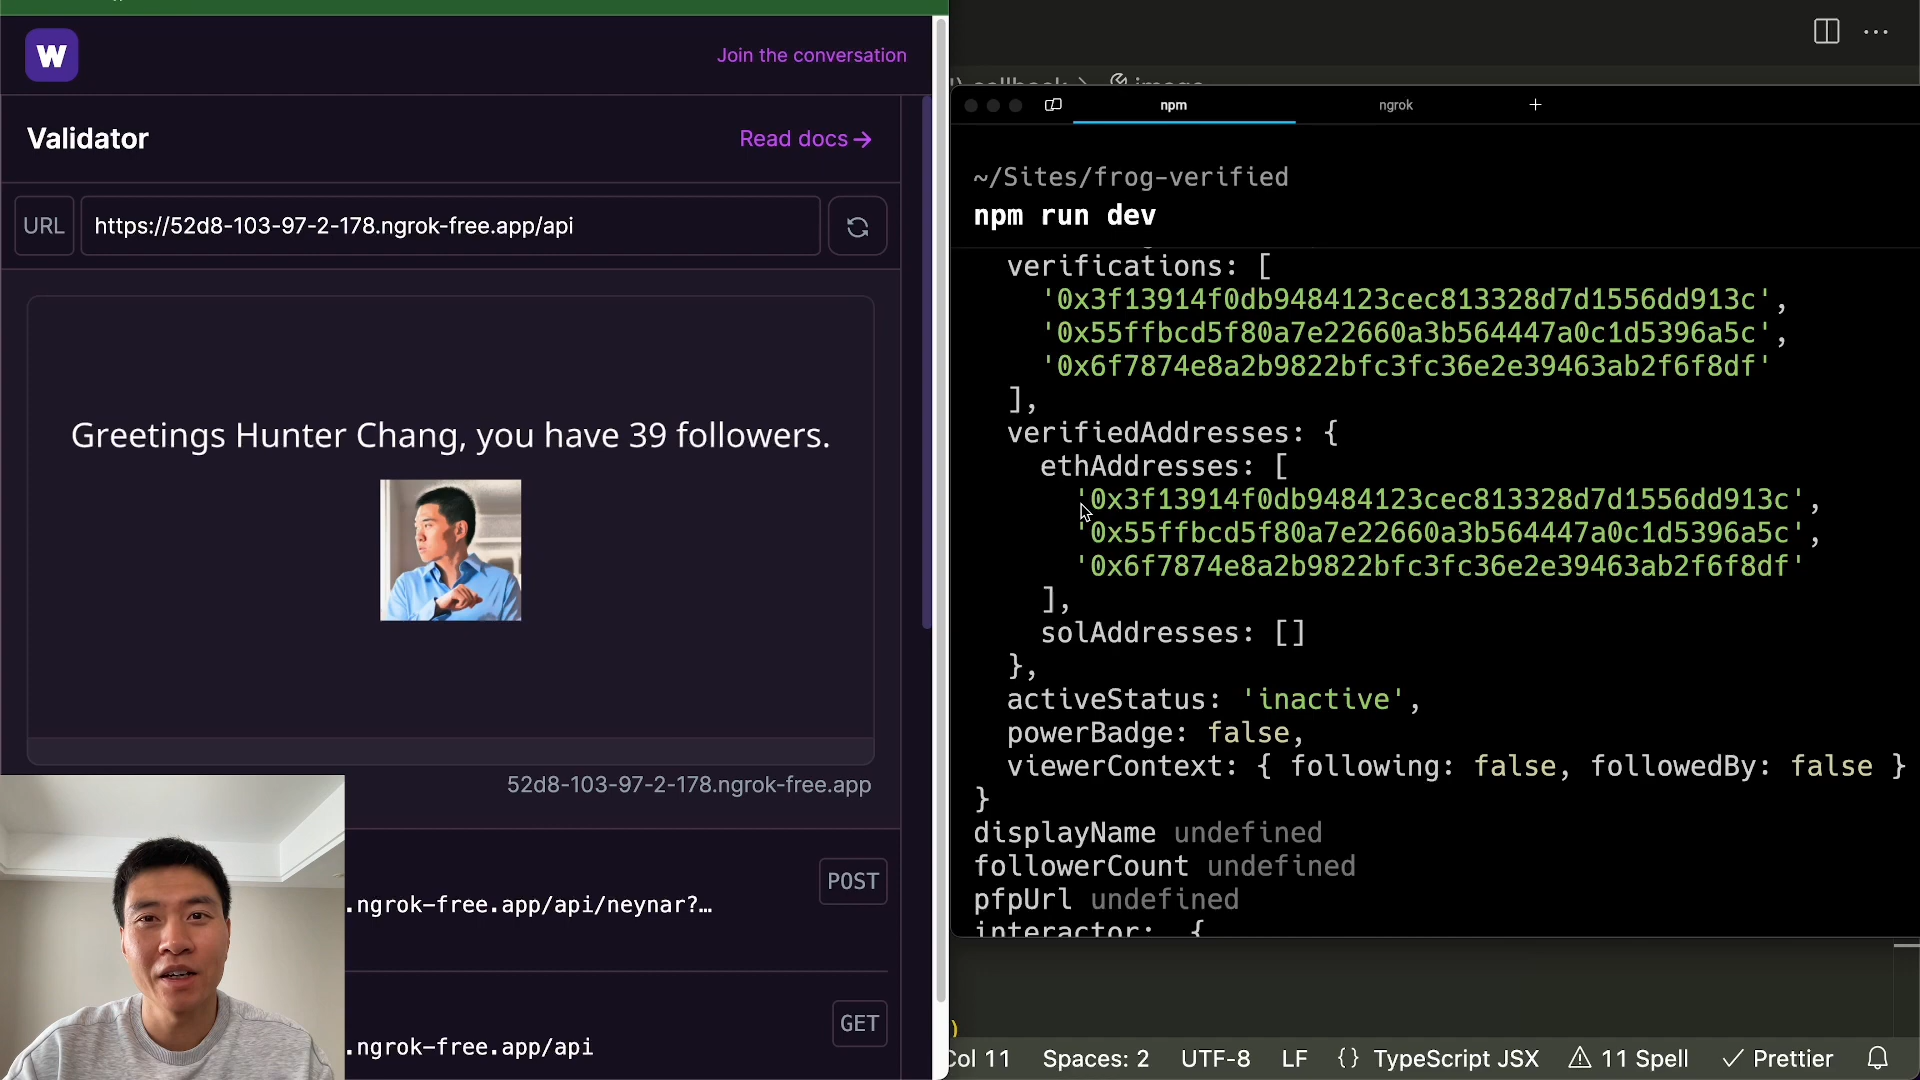 W
Join the conversation
Validator
Read docs →
URL
https://52d8-103-97-2-178.ngrok-free.app/api
Greetings Hunter Chang, you have 39 followers.
52d8-103-97-2-178.ngrok-free.app
POST
.ngrok-free.app/api/neynar?…
GET
.ngrok-free.app/api
callback > image
npm
ngrok
+
~/Sites/frog-verified
npm run dev
verifications: [
'0x3f13914f0db9484123cec813328d7d1556dd913c',
'0x55ffbcd5f80a7e22660a3b564447a0c1d5396a5c',
'0x6f7874e8a2b9822bfc3fc36e2e39463ab2f6f8df'
],
verifiedAddresses: {
ethAddresses: [
'0x3f13914f0db9484123cec813328d7d1556dd913c',
'0x55ffbcd5f80a7e22660a3b564447a0c1d5396a5c',
'0x6f7874e8a2b9822bfc3fc36e2e39463ab2f6f8df'
],
solAddresses: []
},
activeStatus: 'inactive',
powerBadge: false,
viewerContext: { following: false, followedBy: false }
}
displayName undefined
followerCount undefined
pfpUrl undefined
interactor: {
)
Col 11
Spaces: 2
UTF-8
LF
{} TypeScript JSX
11 Spell
Prettier